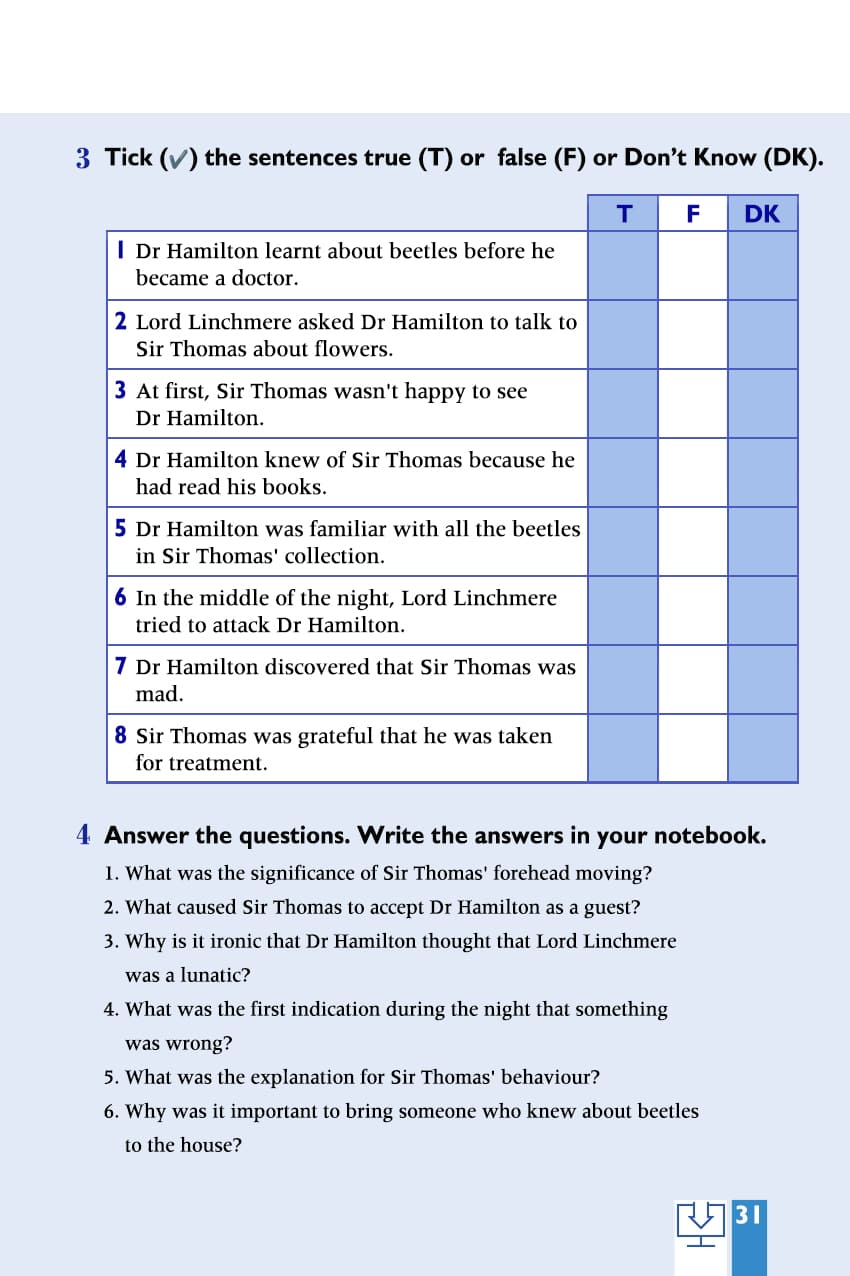 3 Tick (✓) the sentences true (T) or false (F) or Don’t Know (DK).
T F DK
1 Dr Hamilton learnt about beetles before he
became a doctor.
2 Lord Linchmere asked Dr Hamilton to talk to
Sir Thomas about flowers.
3 At first, Sir Thomas wasn't happy to see
Dr Hamilton.
4 Dr Hamilton knew of Sir Thomas because he
had read his books.
5 Dr Hamilton was familiar with all the beetles
in Sir Thomas' collection.
6 In the middle of the night, Lord Linchmere
tried to attack Dr Hamilton.
7 Dr Hamilton discovered that Sir Thomas was
mad.
8 Sir Thomas was grateful that he was taken
for treatment.
4 Answer the questions. Write the answers in your notebook.
1. What was the significance of Sir Thomas' forehead moving?
2. What caused Sir Thomas to accept Dr Hamilton as a guest?
3. Why is it ironic that Dr Hamilton thought that Lord Linchmere
was a lunatic?
4. What was the first indication during the night that something
was wrong?
5. What was the explanation for Sir Thomas' behaviour?
6. Why was it important to bring someone who knew about beetles
to the house?
31